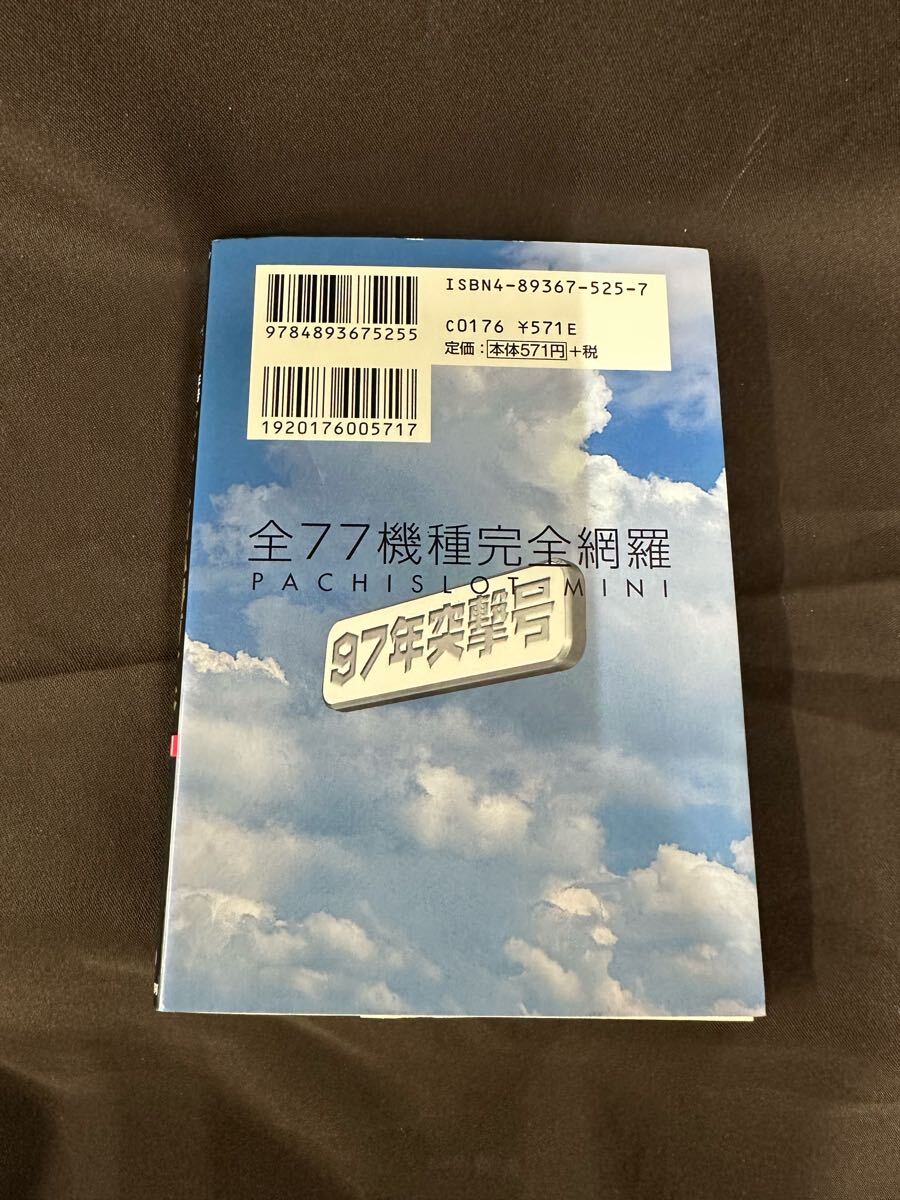 ISBN4-89367-525-7
9784893675255
C0176 ¥571E
定価：本体571円+税
1920176005717
全77機種完全網羅
PACHISLOT MINI
97年突撃号